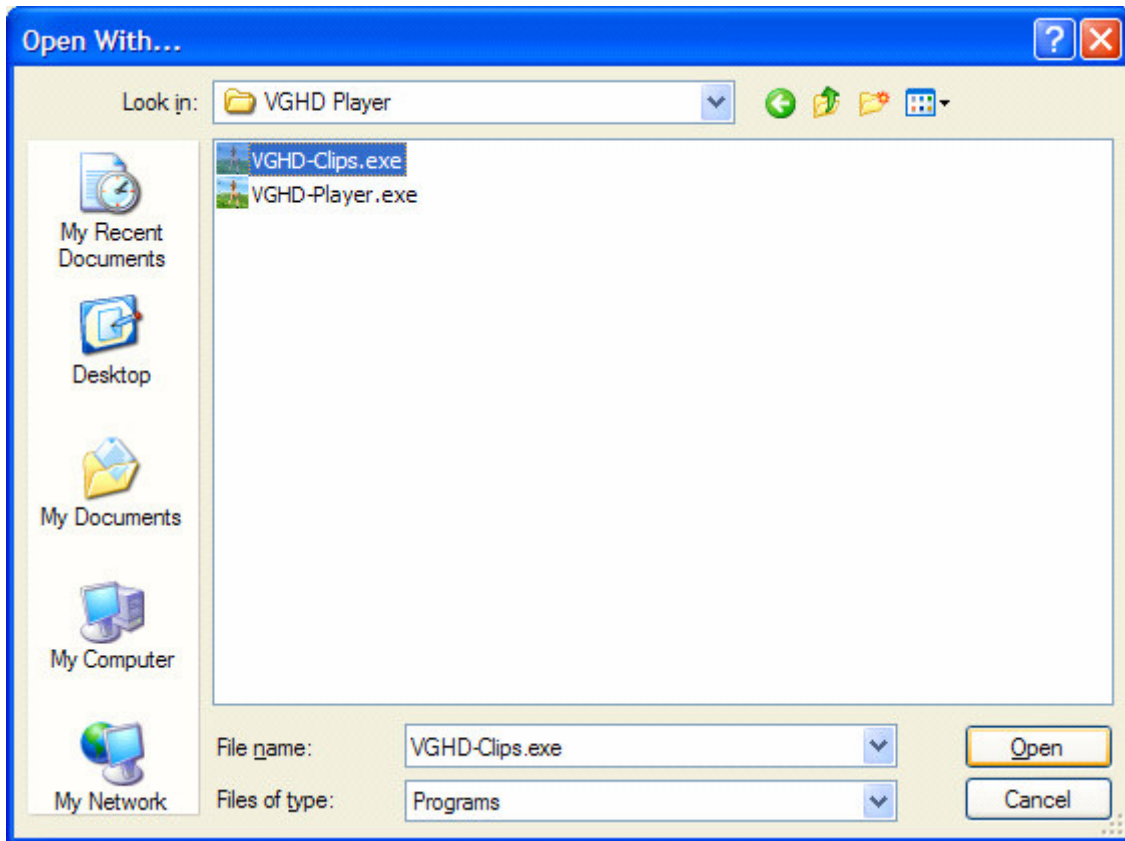 Open With...
Look in:
VGHD Player
VGHD-Clips.exe
VGHD-Player.exe
My Recent
Documents
Desktop
My Documents
My Computer
My Network
File name:
VGHD-Clips.exe
Open
Files of type:
Programs
Cancel